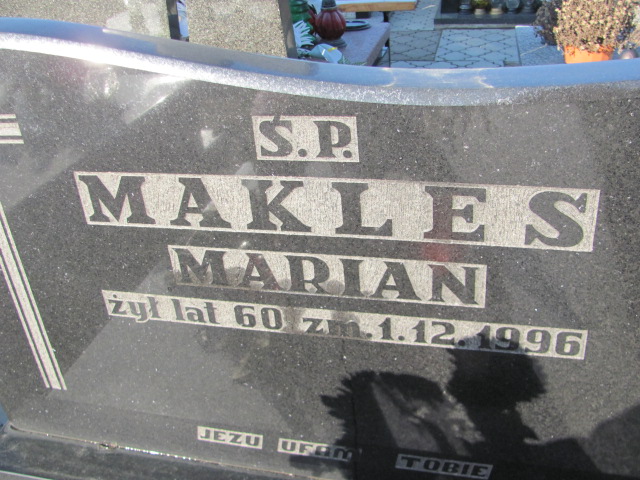 Ś.P.
MAKLES
MARIAN
żył lat 60 zm. 1.12.1996
JEZU UFAM TOBIE